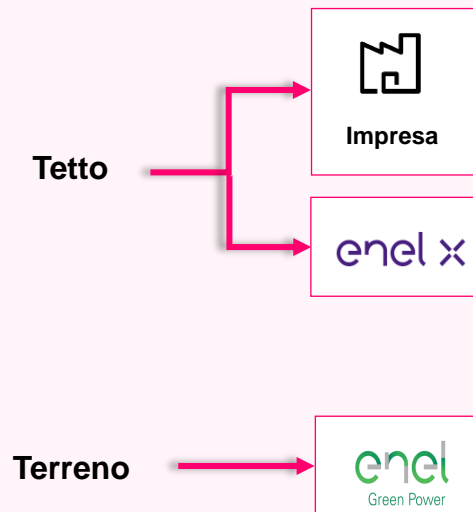 Impresa
Tetto
enel x
Terreno
enel
Green Power